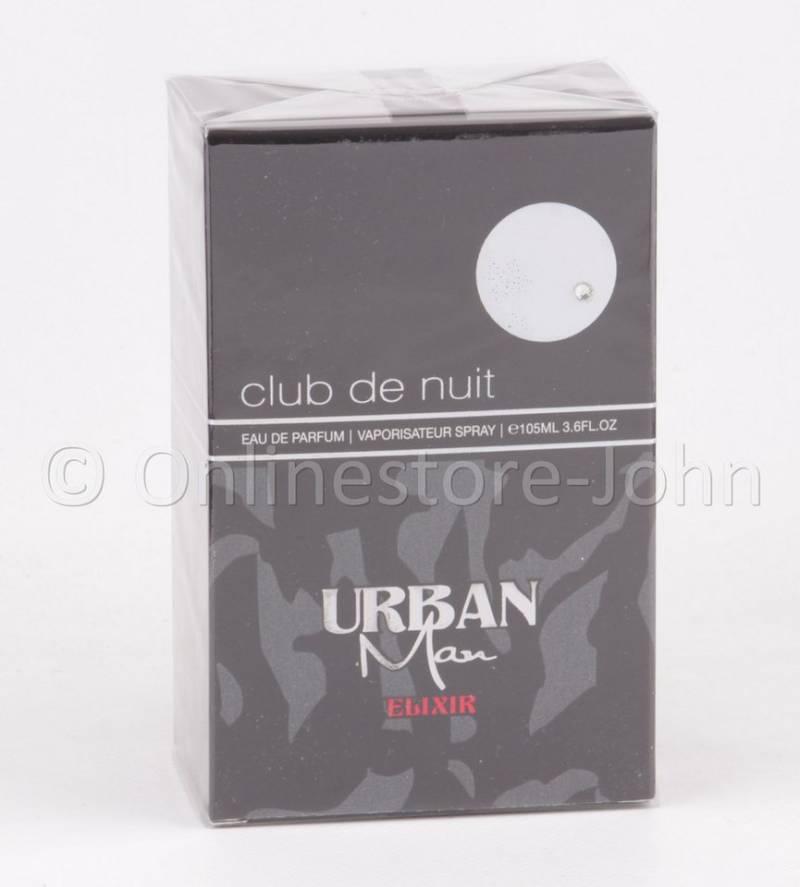 club de nuit
EAU DE PARFUM | VAPORISATEUR SPRAY | ℮105ML 3.6FL.OZ
© Onlinestore-John
URBAN
Man
ELIXIR